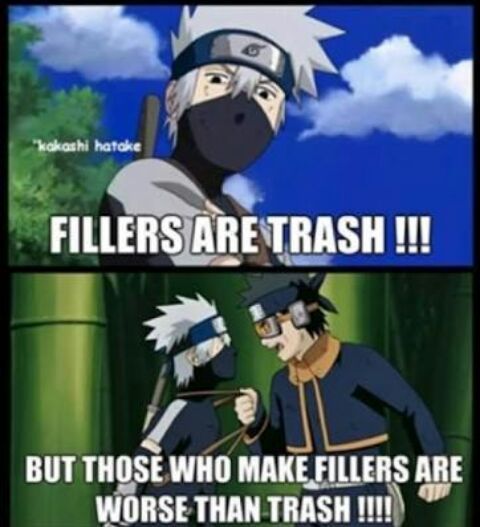 "kakashi hatake
FILLERS ARE TRASH !!!
BUT THOSE WHO MAKE FILLERS ARE
WORSE THAN TRASH !!!!